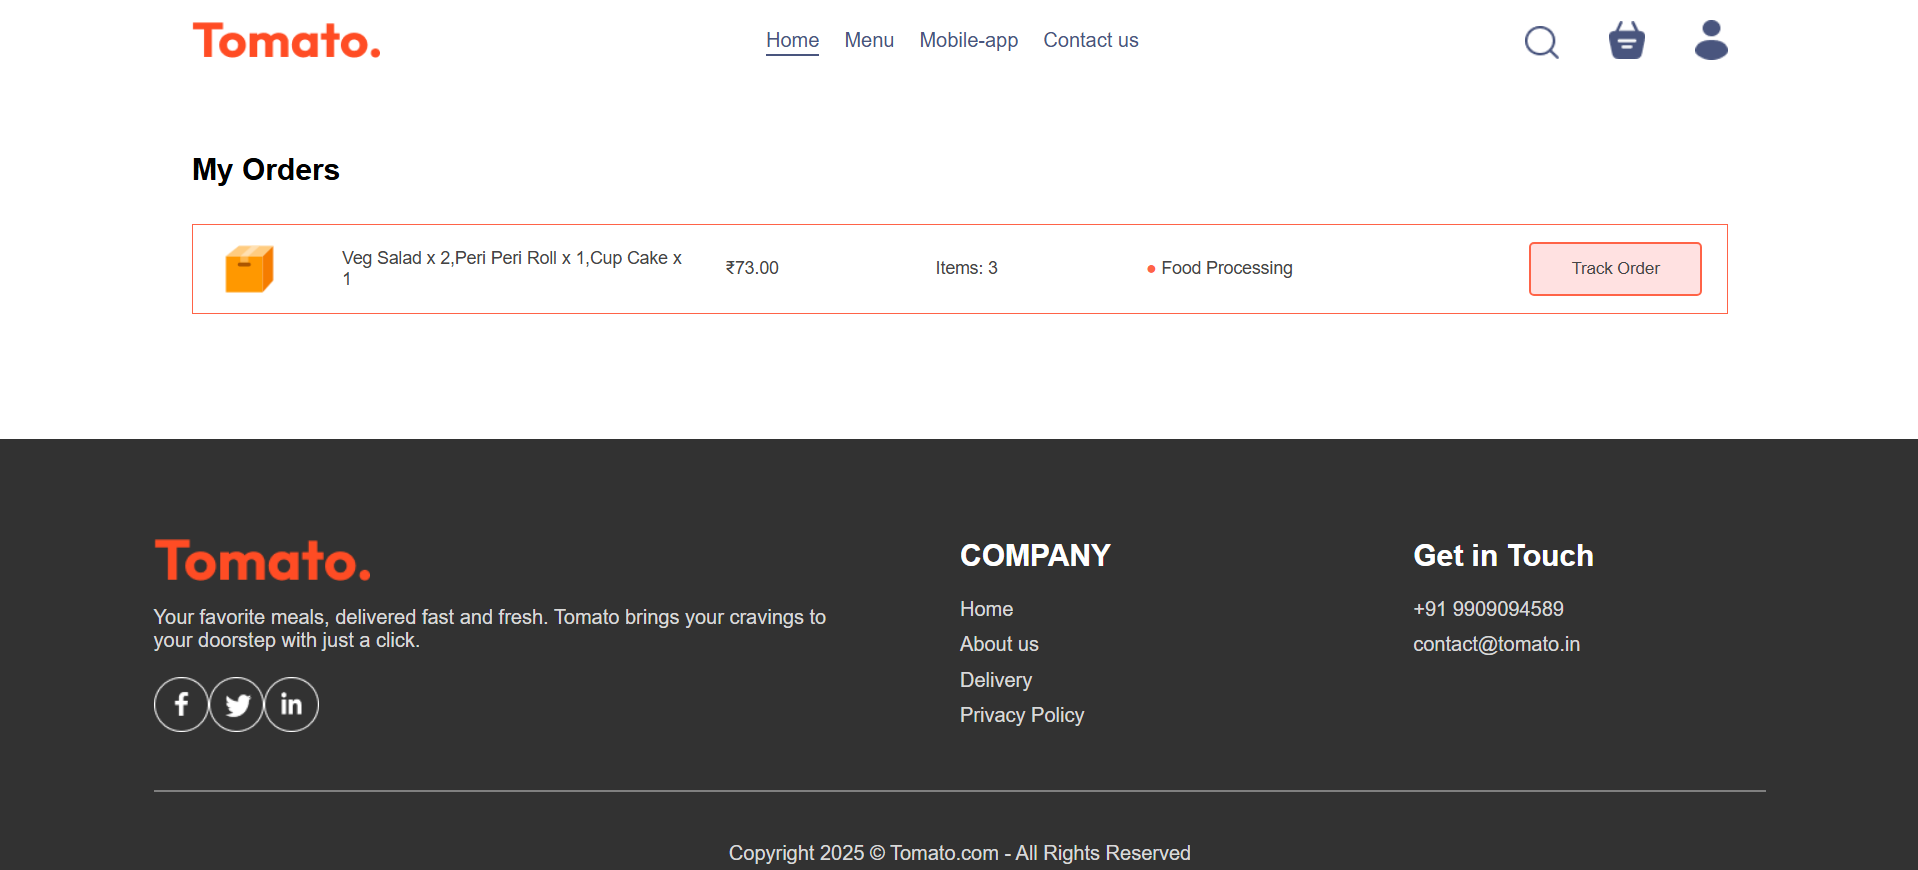 Tomato.
Home Menu Mobile-app Contact us
My Orders
Veg Salad x 2,Peri Peri Roll x 1,Cup Cake x
1
₹73.00
Items: 3
● Food Processing
Track Order
Tomato.
Your favorite meals, delivered fast and fresh. Tomato brings your cravings to
your doorstep with just a click.
f
in
COMPANY
Home
About us
Delivery
Privacy Policy
Get in Touch
+91 9909094589
contact@tomato.in
Copyright 2025 © Tomato.com - All Rights Reserved